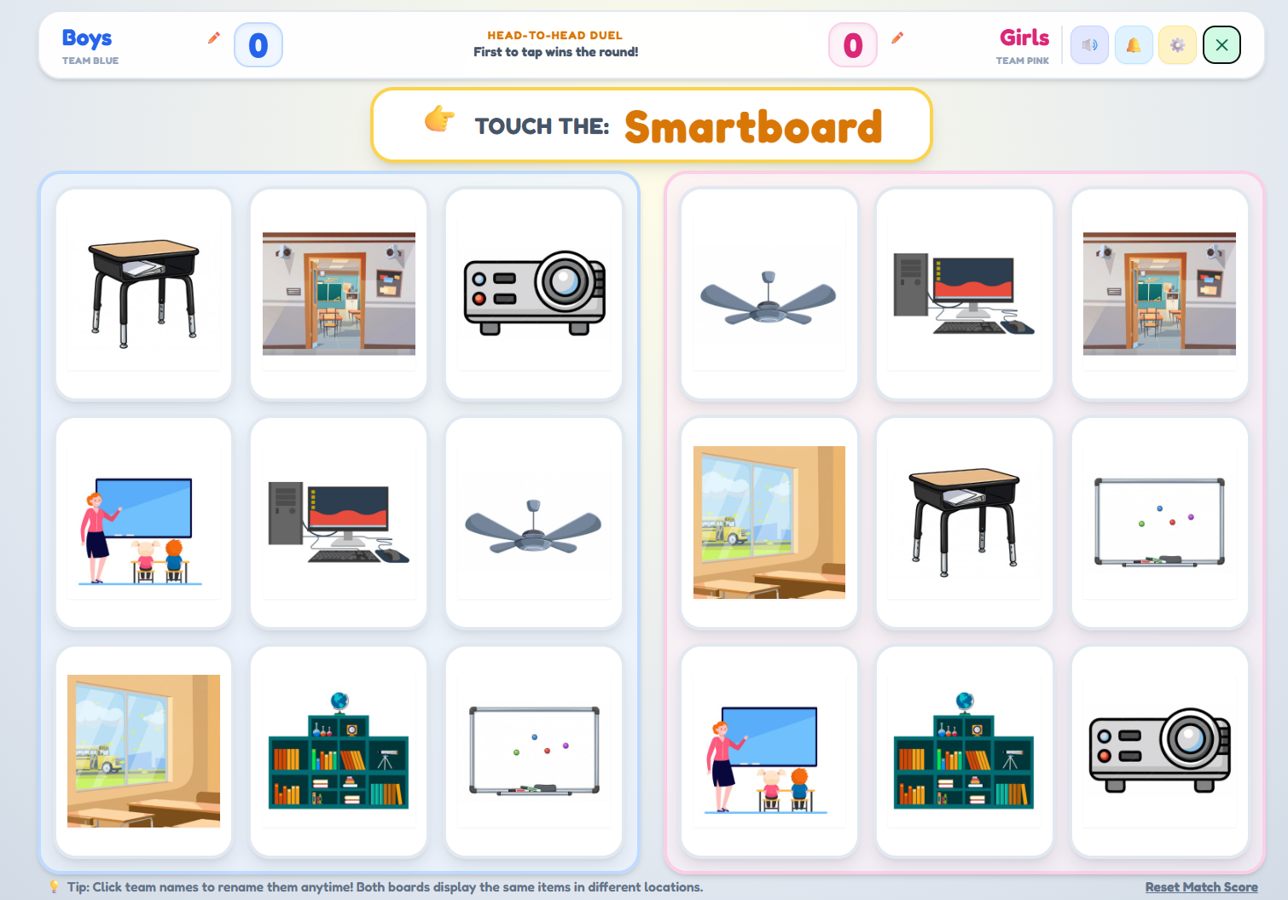 Boys
TEAM BLUE
0
HEAD-TO-HEAD DUEL
First to tap wins the round!
0
Girls
TEAM PINK
TOUCH THE: Smartboard
Tip: Click team names to rename them anytime! Both boards display the same items in different locations.
Reset Match Score